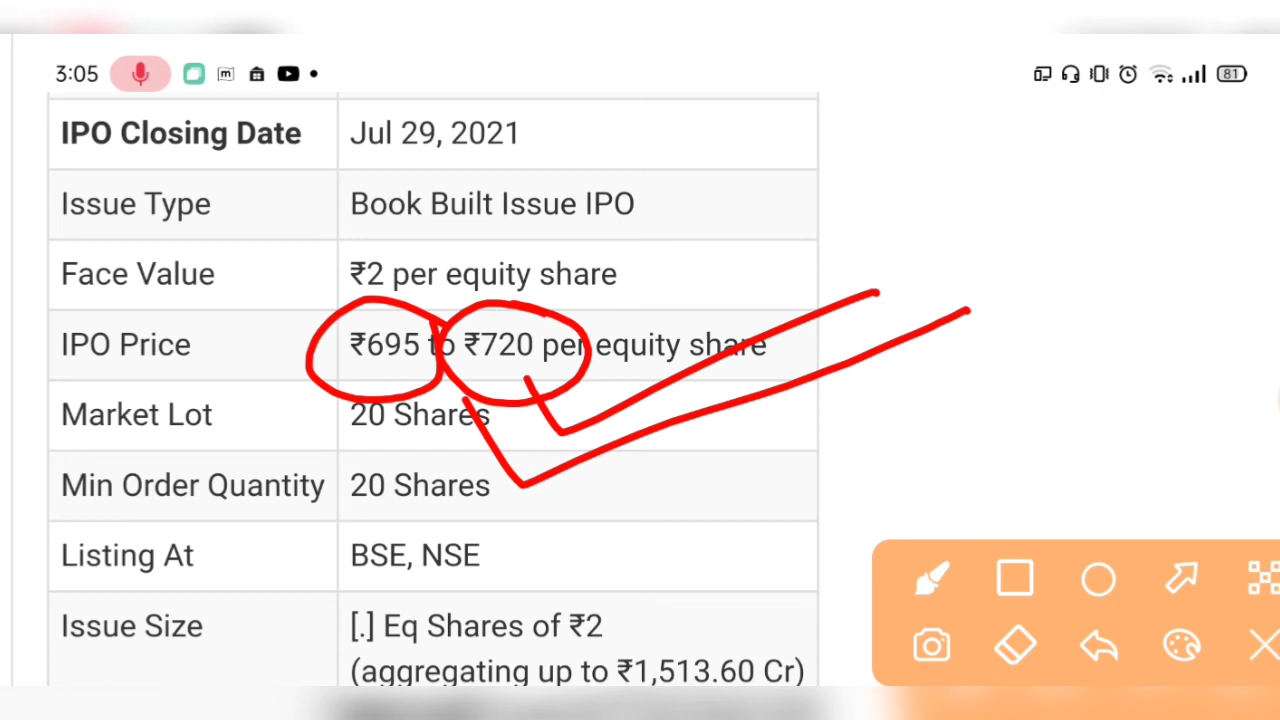 3:05 81
IPO Closing Date Jul 29, 2021
Issue Type Book Built Issue IPO
Face Value ₹2 per equity share
IPO Price ₹695 to ₹720 per equity share
Market Lot 20 Shares
Min Order Quantity 20 Shares
Listing At BSE, NSE
Issue Size [.] Eq Shares of ₹2
(aggregating up to ₹1,513.60 Cr)